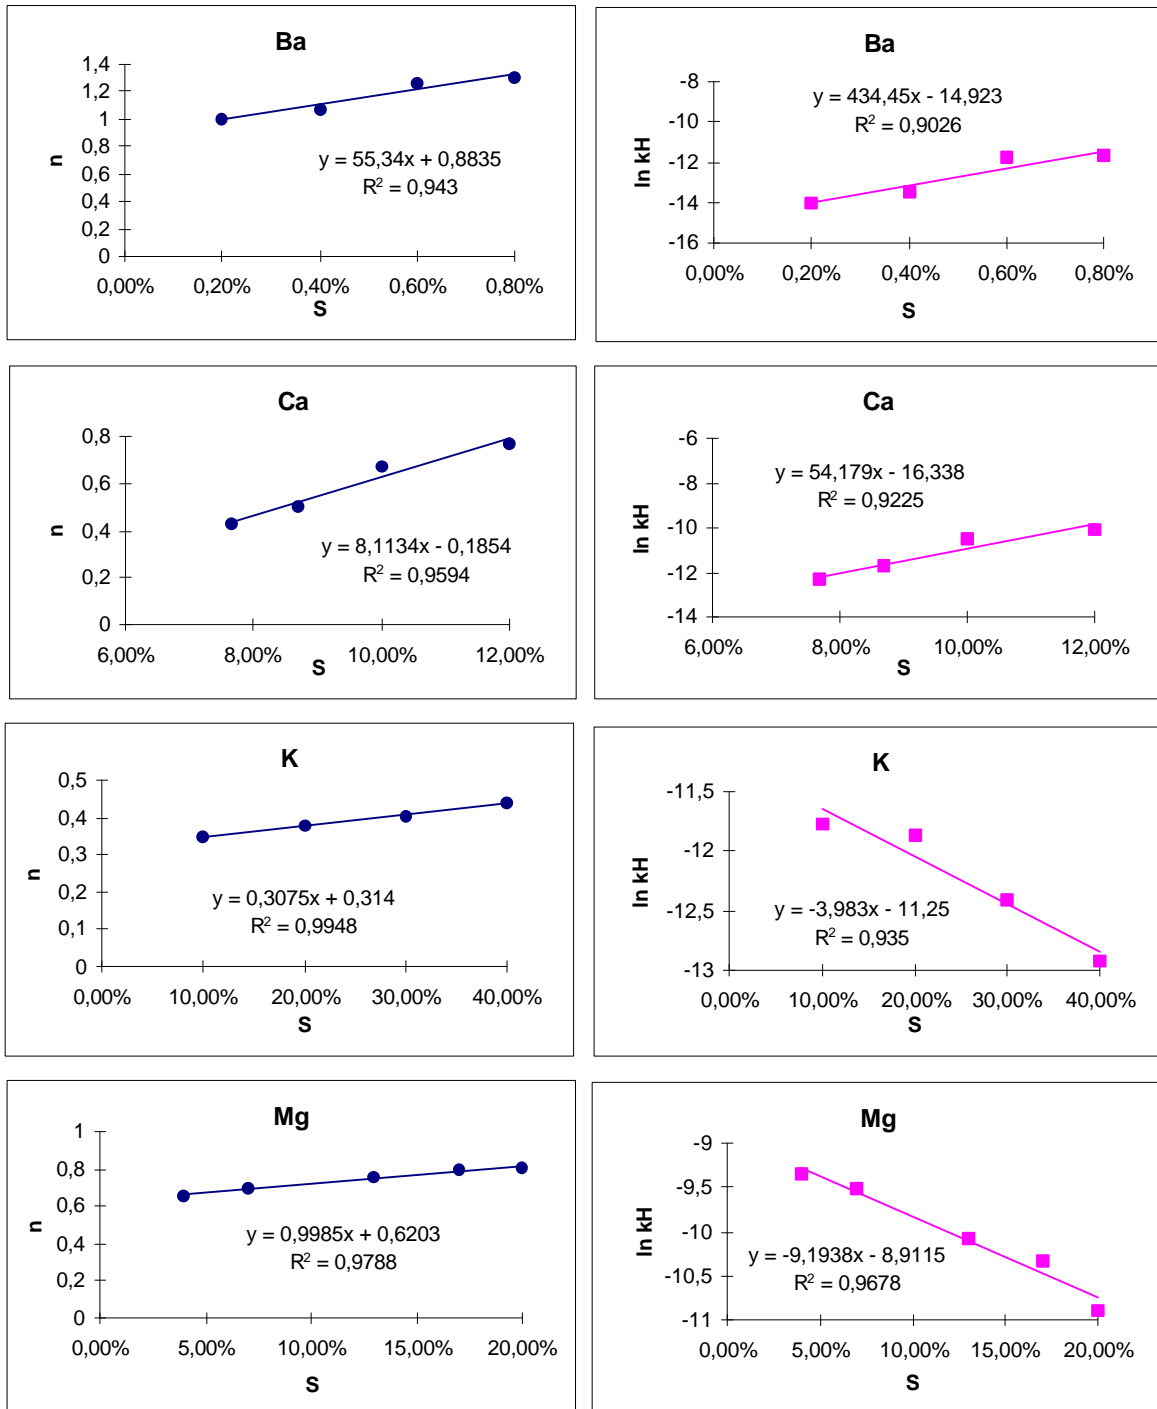 Ba
1,4
1,2
1
0,8
0,6
0,4
0,2
0
n
y = 55,34x + 0,8835
R² = 0,943
0,00% 0,20% 0,40% 0,60% 0,80%
S
Ba
-8
-10
-12
-14
-16
ln kH
y = 434,45x - 14,923
R² = 0,9026
0,00% 0,20% 0,40% 0,60% 0,80%
S
Ca
0,8
0,6
0,4
0,2
0
n
y = 8,1134x - 0,1854
R² = 0,9594
6,00% 8,00% 10,00% 12,00%
S
Ca
-6
-8
-10
-12
-14
ln kH
y = 54,179x - 16,338
R² = 0,9225
6,00% 8,00% 10,00% 12,00%
S
K
0,5
0,4
0,3
0,2
0,1
0
n
y = 0,3075x + 0,314
R² = 0,9948
0,00% 10,00% 20,00% 30,00% 40,00%
S
K
-11,5
-12
-12,5
-13
ln kH
y = -3,983x - 11,25
R² = 0,935
0,00% 10,00% 20,00% 30,00% 40,00%
S
Mg
1
0,8
0,6
0,4
0,2
0
n
y = 0,9985x + 0,6203
R² = 0,9788
0,00% 5,00% 10,00% 15,00% 20,00%
S
Mg
-9
-9,5
-10
-10,5
-11
ln kH
y = -9,1938x - 8,9115
R² = 0,9678
0,00% 5,00% 10,00% 15,00% 20,00%
S